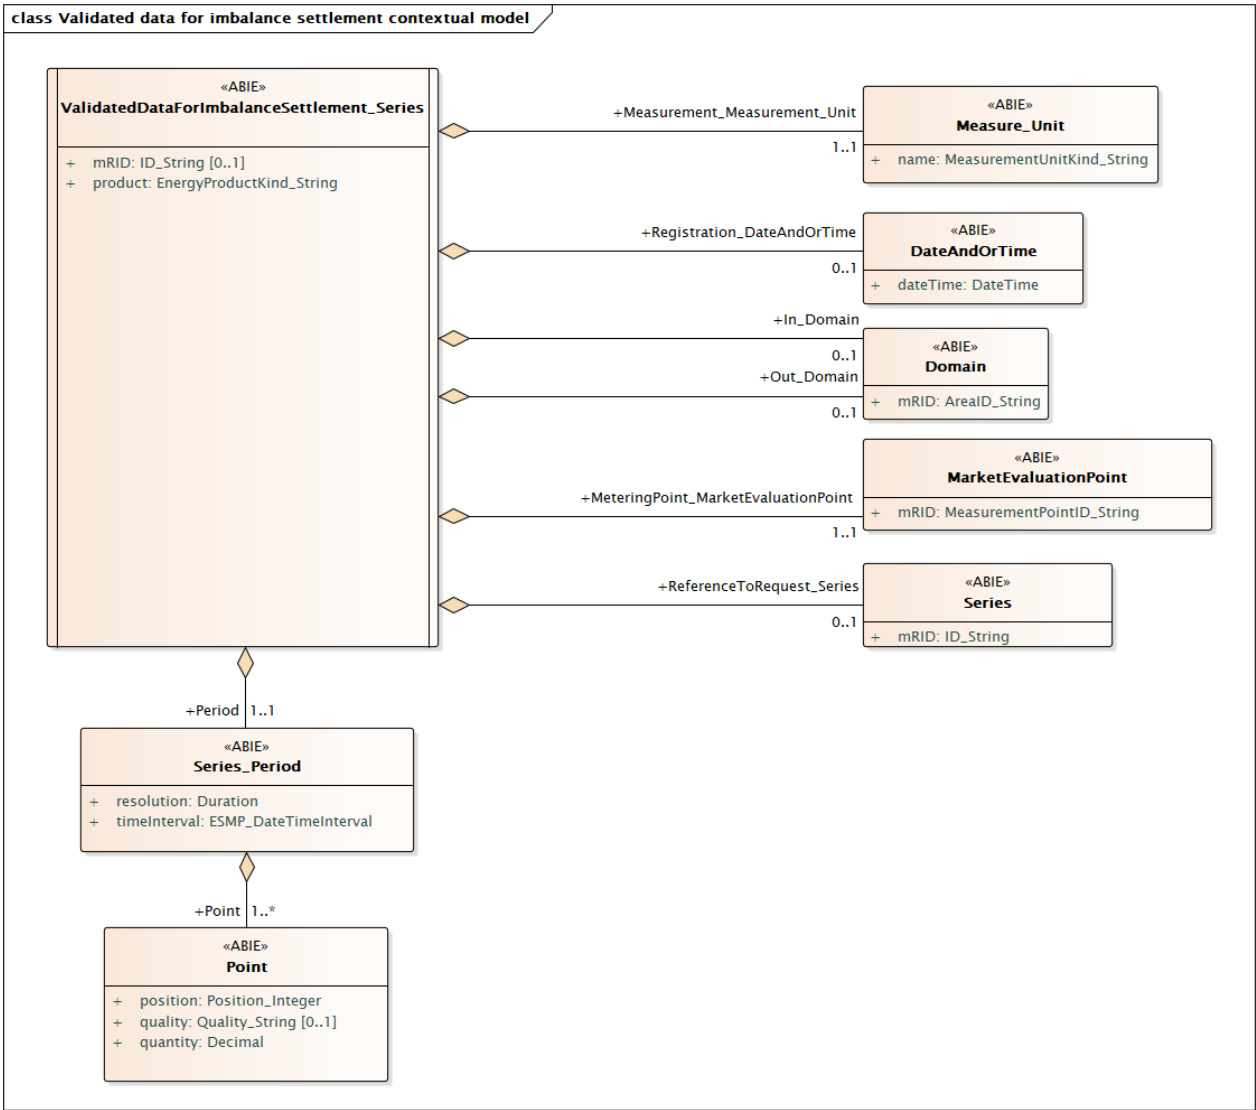 class Validated data for imbalance settlement contextual model
«ABIE»
ValidatedDataForImbalanceSettlement_Series
+ mRID: ID_String [0..1]
+ product: EnergyProductKind_String
+Measurement_Measurement_Unit
1..1
«ABIE»
Measure_Unit
+ name: MeasurementUnitKind_String
+Registration_DateAndOrTime
0..1
«ABIE»
DateAndOrTime
+ dateTime: DateTime
+In_Domain
0..1
+Out_Domain
0..1
«ABIE»
Domain
+ mRID: AreaID_String
+MeteringPoint_MarketEvaluationPoint
1..1
«ABIE»
MarketEvaluationPoint
+ mRID: MeasurementPointID_String
+ReferenceToRequest_Series
0..1
«ABIE»
Series
+ mRID: ID_String
+Period 1..1
«ABIE»
Series_Period
+ resolution: Duration
+ timeInterval: ESMP_DateTimeInterval
+Point 1..*
«ABIE»
Point
+ position: Position_Integer
+ quality: Quality_String [0..1]
+ quantity: Decimal